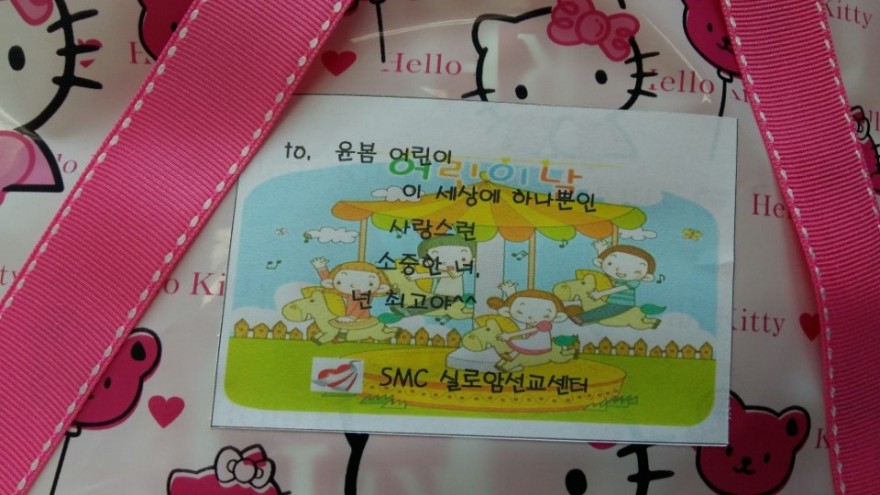 Hello
Hello
Kitty
to. 윤봄 어린이
어린이날
이 세상에 하나뿐인
사랑스런
소중한 너,
넌 최고야^^
SMC 실로암선교센터
Hello
Kitty
Kitty